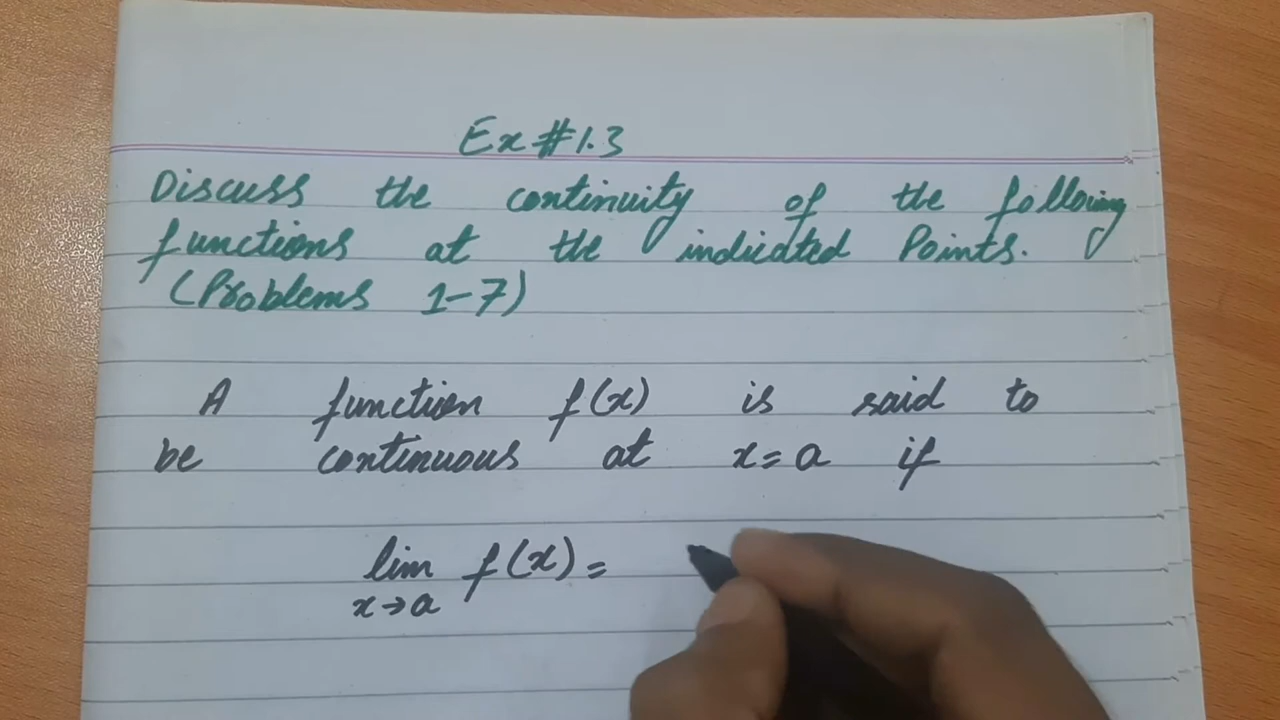 Ex#1.3
Discuss the continuity of the following
functions at the indicated Points.
(Problems 1-7)
A function f(x) is said to
be continuous at x=a if
lim f(x)=
x→a